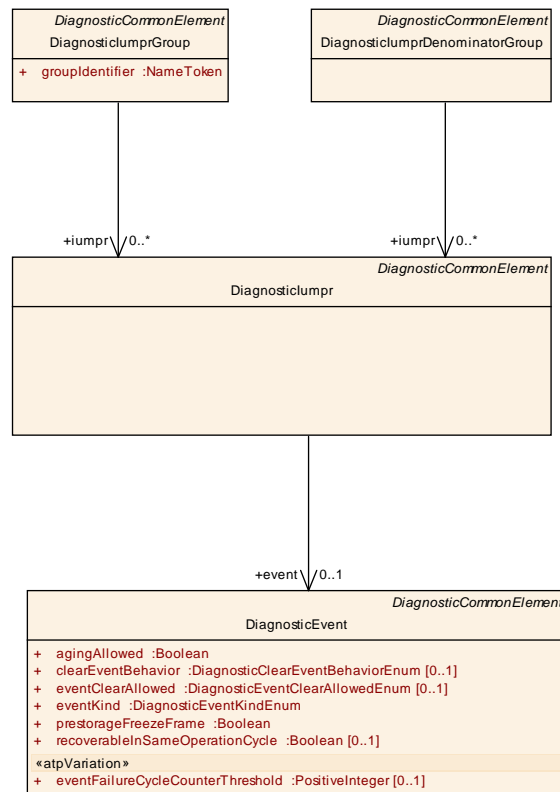 DiagnosticCommonElement
DiagnosticIumprGroup
+ groupIdentifier :NameToken
DiagnosticCommonElement
DiagnosticIumprDenominatorGroup
+iumpr 0..*
+iumpr 0..*
DiagnosticCommonElement
DiagnosticIumpr
+event 0..1
DiagnosticCommonElement
DiagnosticEvent
+ agingAllowed :Boolean
+ clearEventBehavior :DiagnosticClearEventBehaviorEnum [0..1]
+ eventClearAllowed :DiagnosticEventClearAllowedEnum [0..1]
+ eventKind :DiagnosticEventKindEnum
+ prestorageFreezeFrame :Boolean
+ recoverableInSameOperationCycle :Boolean [0..1]
«atpVariation»
+ eventFailureCycleCounterThreshold :PositiveInteger [0..1]